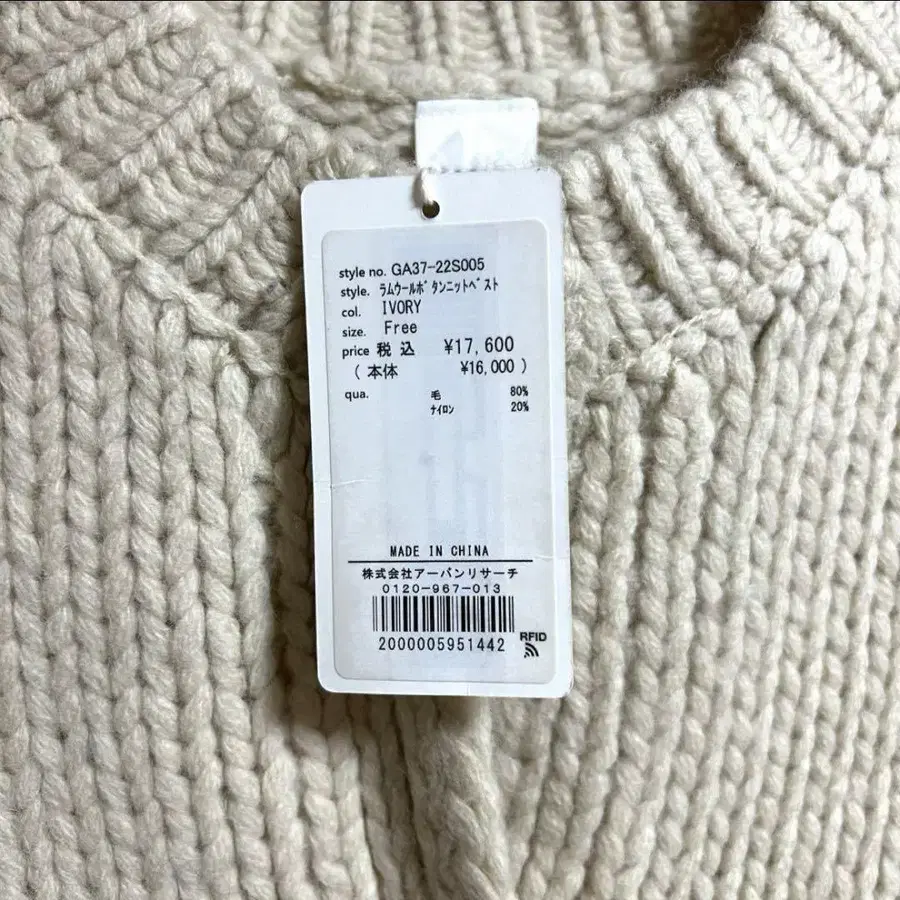 style no. GA37-22S005
style. ﾗﾑｳｰﾙﾎﾞﾀﾝﾆｯﾄﾍﾞｽﾄ
col. IVORY
size. Free
price 税込 ¥17,600
(本体 ¥16,000)
qua. 毛 80%
ﾅｲﾛﾝ 20%
MADE IN CHINA
株式会社アーバンリサーチ
0120-967-013
2000005951442
RFID